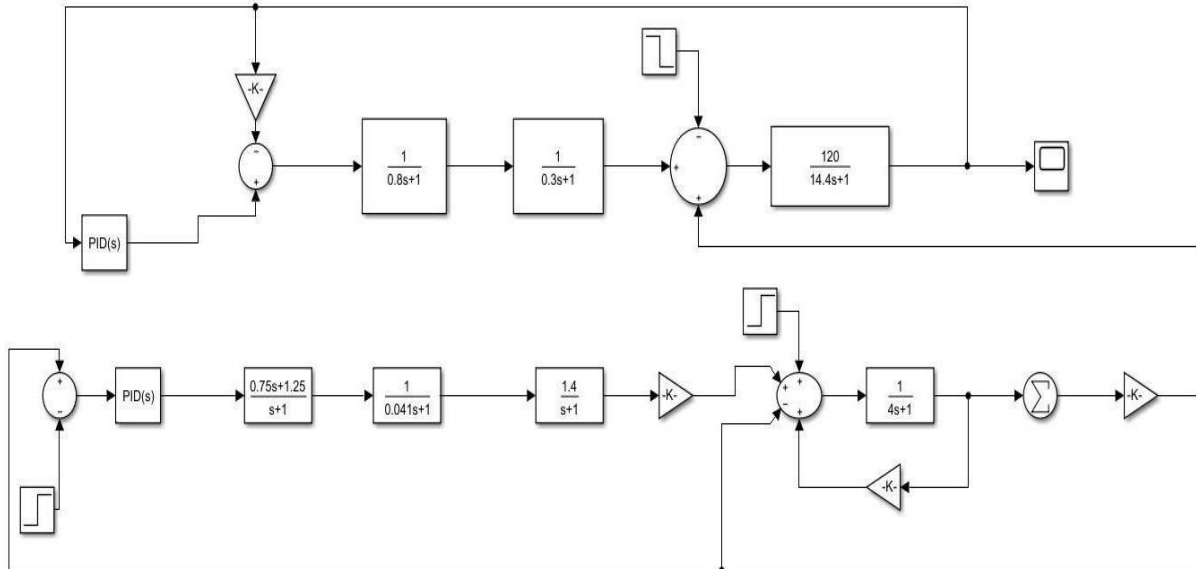 -K-
-
+
1
0.8s+1
1
0.3s+1
-
+
+
120
14.4s+1
PID(s)
+
-
PID(s)
0.75s+1.25
s+1
1
0.041s+1
1.4
s+1
-K-
+
+
-
+
1
4s+1
Σ
-K-
-K-